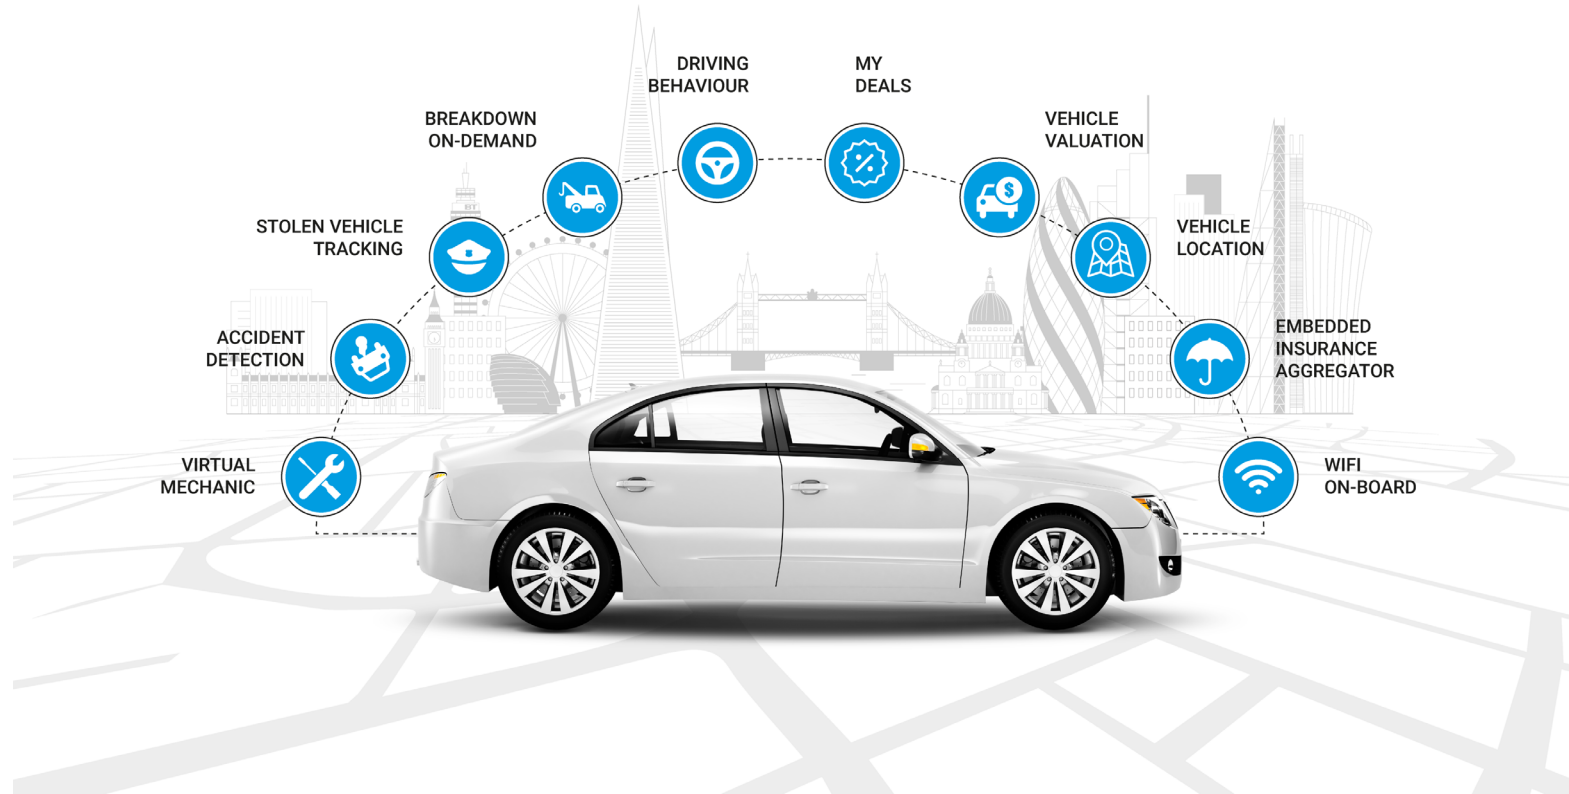 DRIVING
BEHAVIOUR
MY
DEALS
BREAKDOWN
ON-DEMAND
VEHICLE
VALUATION
STOLEN VEHICLE
TRACKING
VEHICLE
LOCATION
ACCIDENT
DETECTION
EMBEDDED
INSURANCE
AGGREGATOR
VIRTUAL
MECHANIC
WIFI
ON-BOARD
BT
$
%